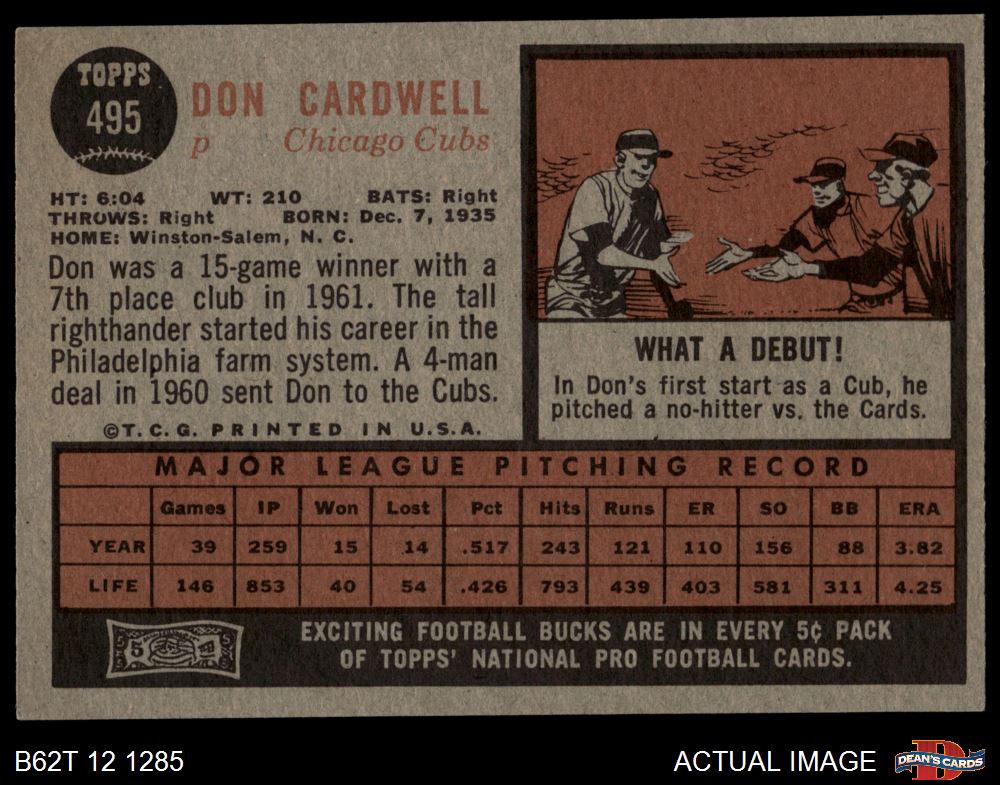 TOPPS
495
DON CARDWELL
p Chicago Cubs
HT: 6:04 WT: 210 BATS: Right
THROWS: Right BORN: Dec. 7, 1935
HOME: Winston-Salem, N. C.
Don was a 15-game winner with a
7th place club in 1961. The tall
righthander started his career in the
Philadelphia farm system. A 4-man
deal in 1960 sent Don to the Cubs.
©T.C.G. PRINTED IN U.S.A.
WHAT A DEBUT!
In Don's first start as a Cub, he
pitched a no-hitter vs. the Cards.
MAJOR LEAGUE PITCHING RECORD
Games IP Won Lost Pct Hits Runs ER SO BB ERA
YEAR 39 259 15 14 .517 243 121 110 156 88 3.82
LIFE 146 853 40 54 .426 793 439 403 581 311 4.25
5
EXCITING FOOTBALL BUCKS ARE IN EVERY 5¢ PACK
OF TOPPS' NATIONAL PRO FOOTBALL CARDS.
B62T 12 1285
ACTUAL IMAGE
D
DEAN'S CARDS